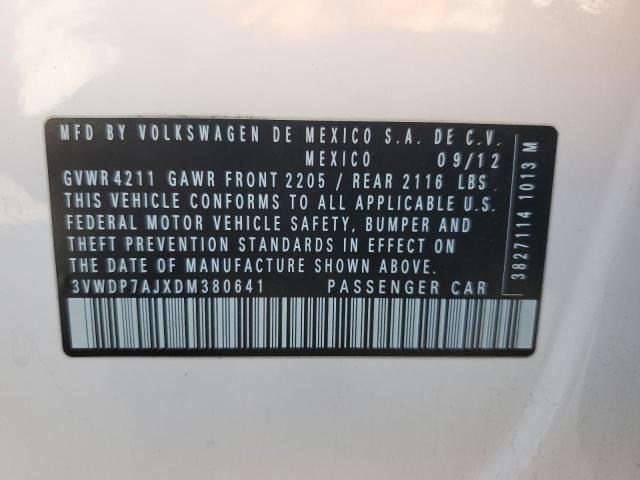 MFD BY VOLKSWAGEN DE MEXICO S.A. DE C.V.
MEXICO 09/12
GVWR 4211 GAWR FRONT 2205 / REAR 2116 LBS
THIS VEHICLE CONFORMS TO ALL APPLICABLE U.S.
FEDERAL MOTOR VEHICLE SAFETY, BUMPER AND
THEFT PREVENTION STANDARDS IN EFFECT ON
THE DATE OF MANUFACTURE SHOWN ABOVE.
3VWDP7AJXDM380641 PASSENGER CAR
3827114 1013 M